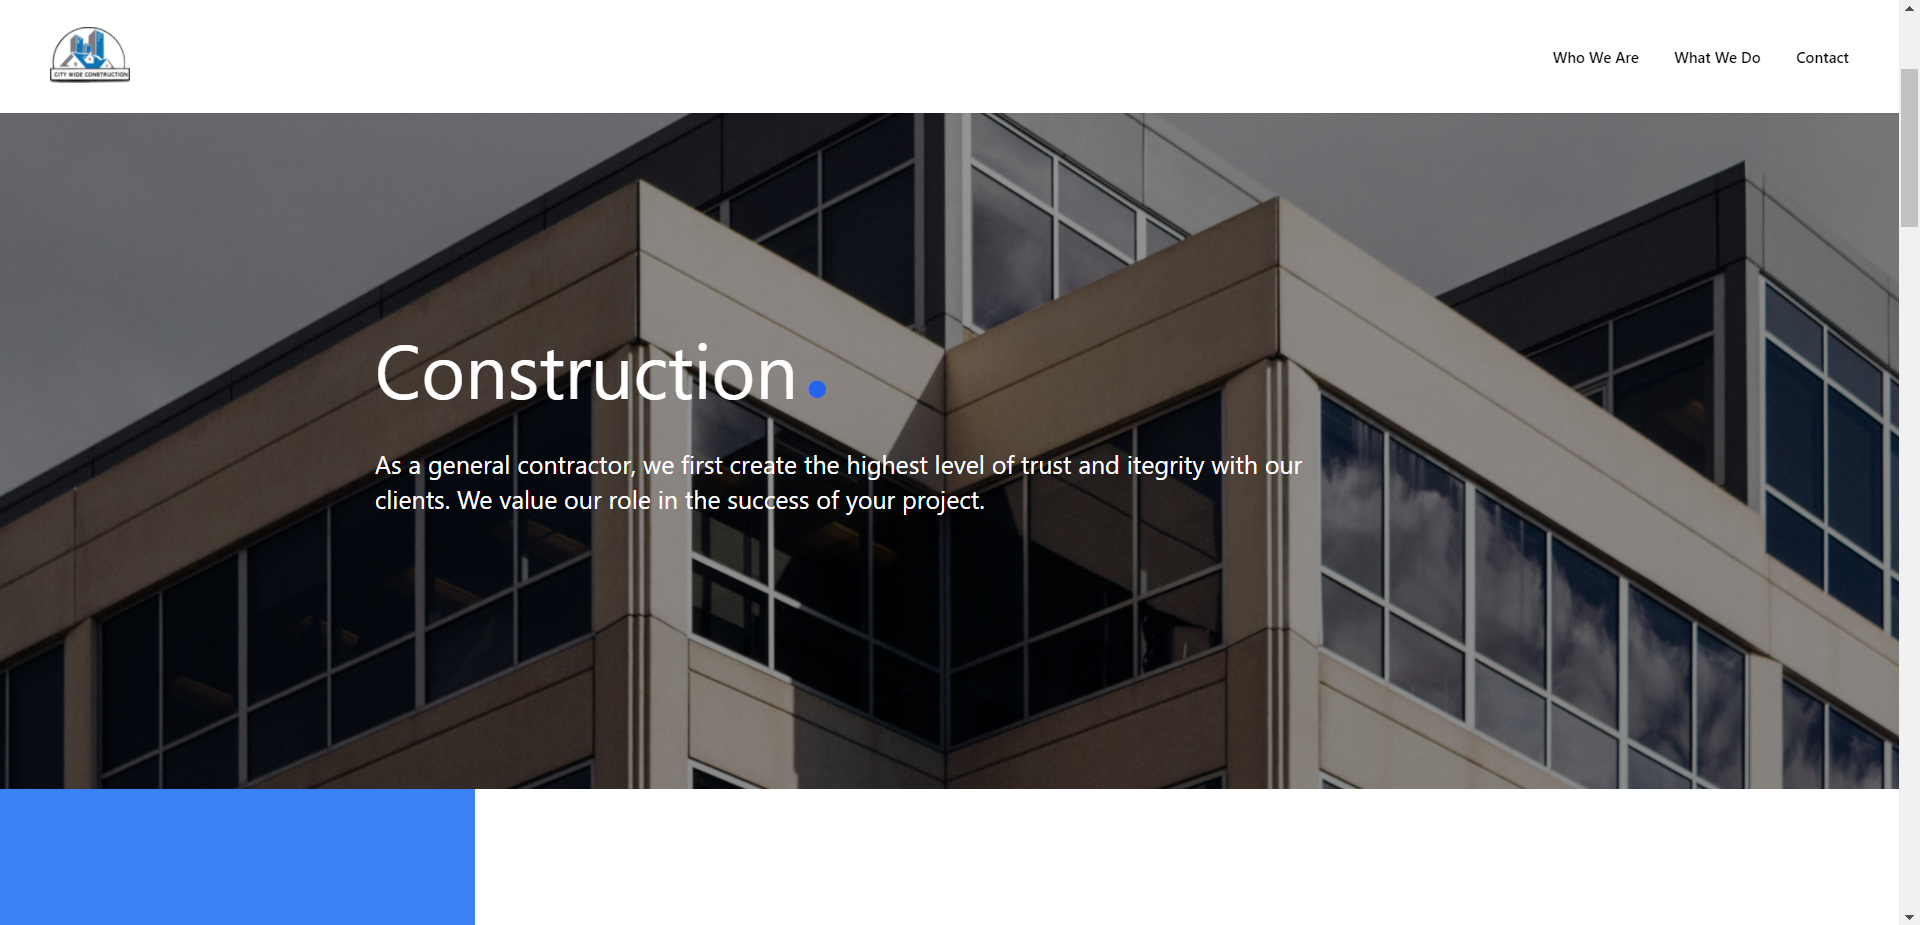 CITY WIDE CONSTRUCTION
Who We Are
What We Do
Contact
Construction.
As a general contractor, we first create the highest level of trust and itegrity with our
clients. We value our role in the success of your project.